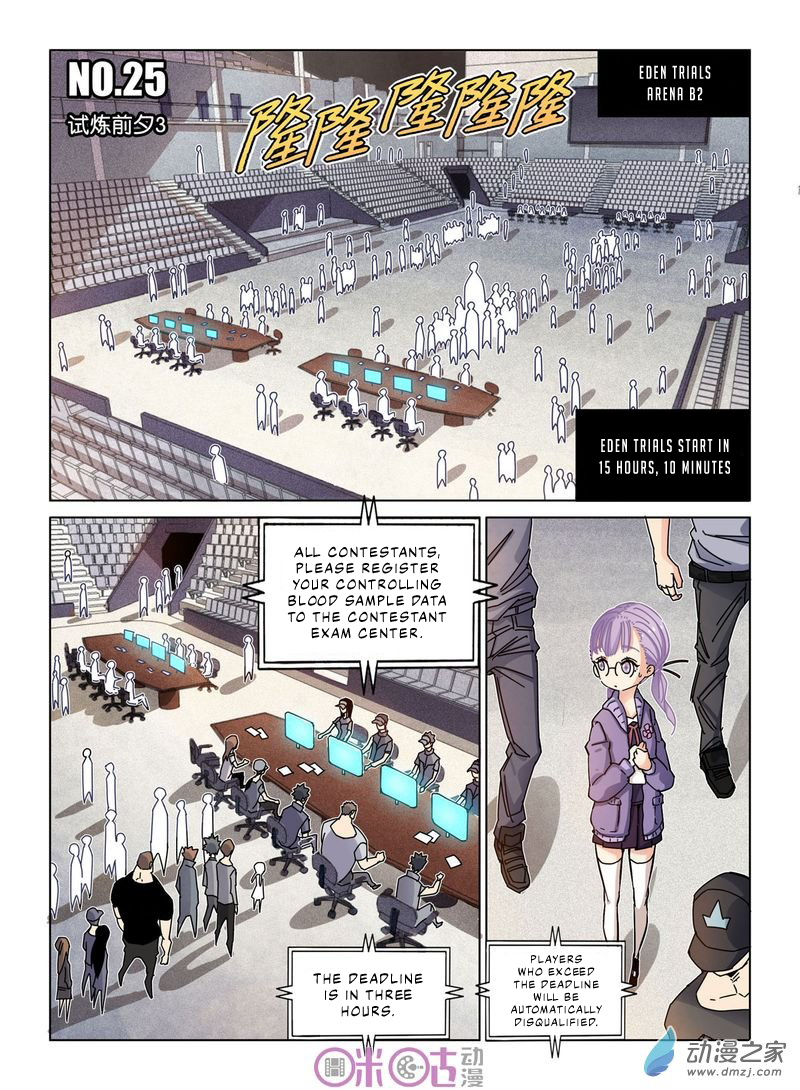 NO.25
试炼前夕3
隆隆隆隆隆
EDEN TRIALS
ARENA B2
EDEN TRIALS START IN
15 HOURS, 10 MINUTES
ALL CONTESTANTS,
PLEASE REGISTER
YOUR CONTROLLING
BLOOD SAMPLE DATA
TO THE CONTESTANT
EXAM CENTER.
THE DEADLINE
IS IN THREE
HOURS.
PLAYERS
WHO EXCEED
THE DEADLINE
WILL BE
AUTOMATICALLY
DISQUALIFIED.
咪咕动漫
动漫之家
www.dmzj.com